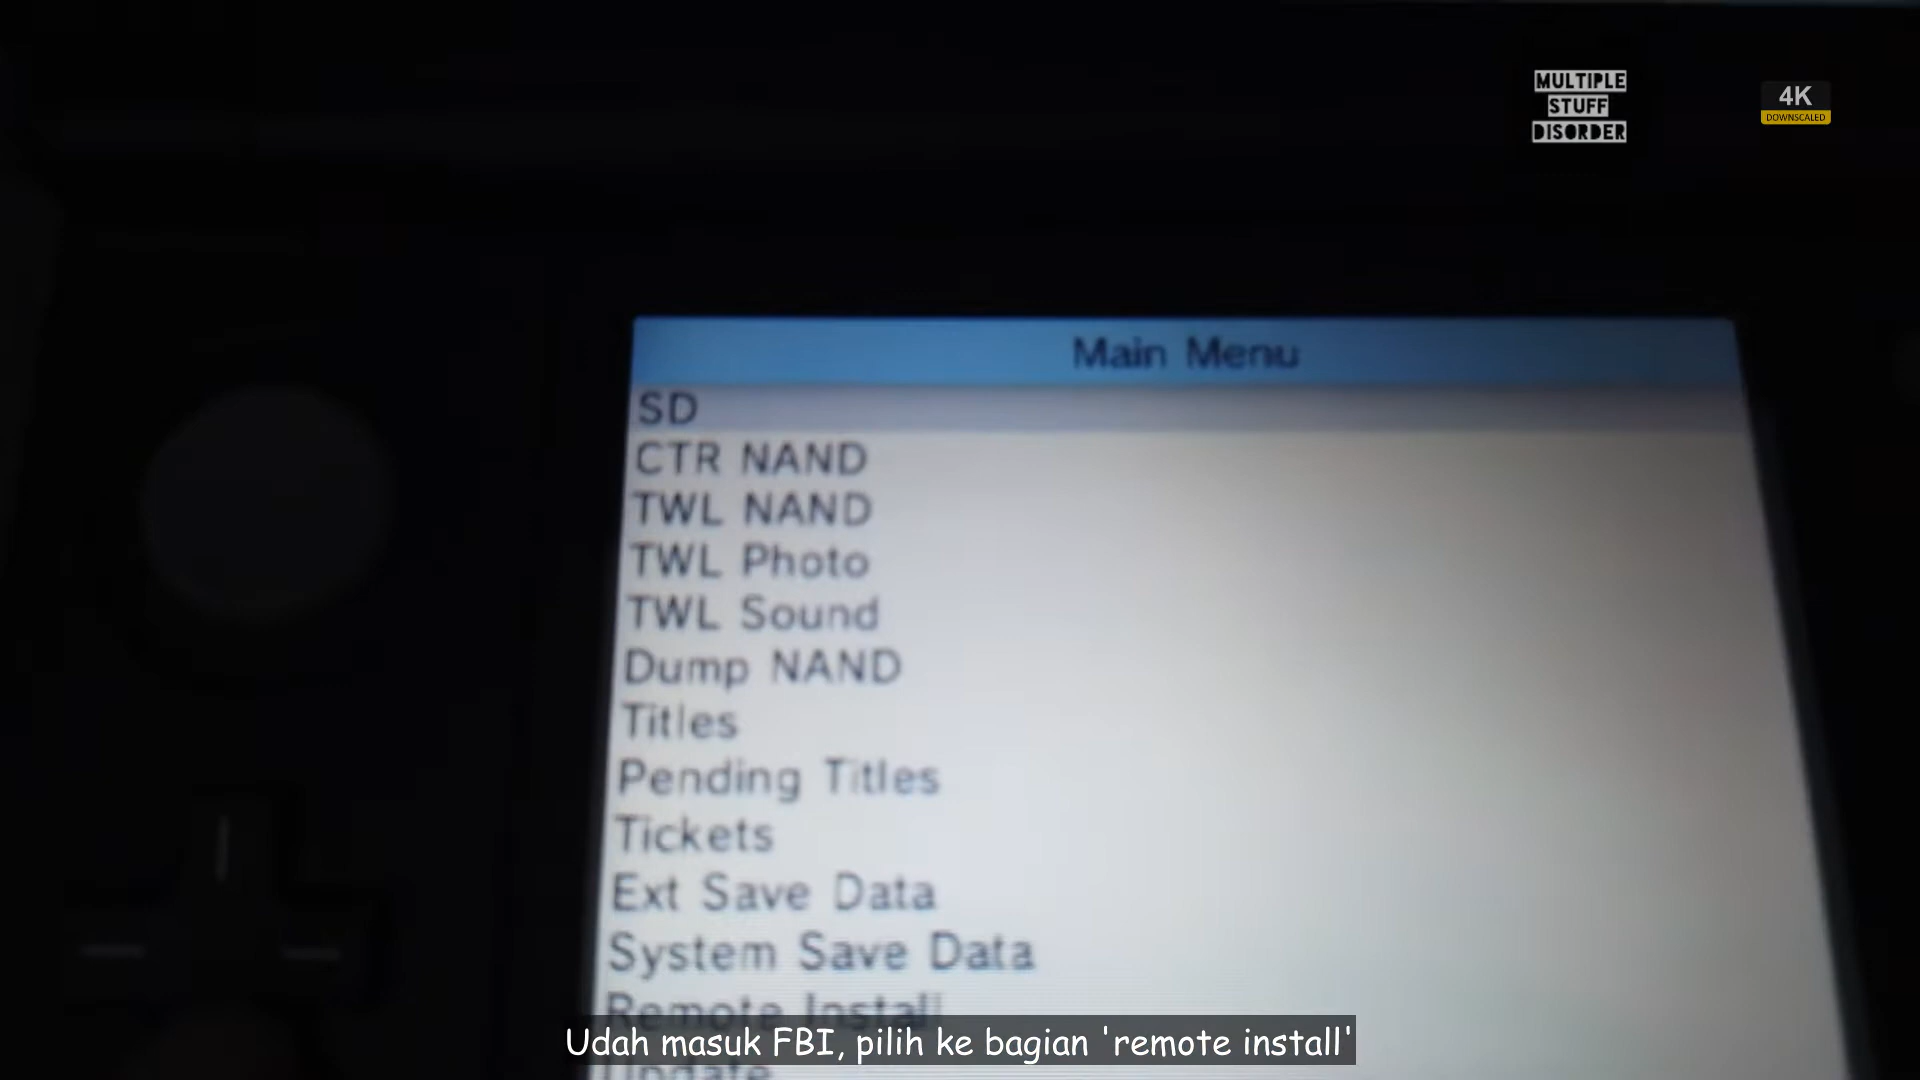 MULTIPLE
STUFF
DISORDER
4K
DOWNSCALED
Main Menu
SD
CTR NAND
TWL NAND
TWL Photo
TWL Sound
Dump NAND
Titles
Pending Titles
Tickets
Ext Save Data
System Save Data
Remote Install
Udah masuk FBI, pilih ke bagian 'remote install'
Update